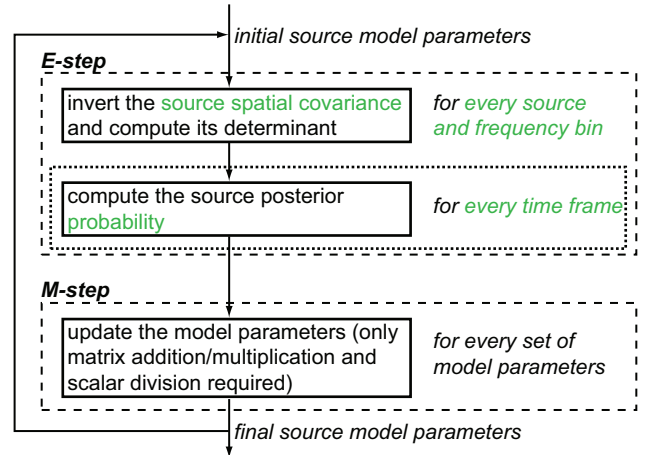 initial source model parameters
E-step
invert the source spatial covariance
and compute its determinant
for every source
and frequency bin
compute the source posterior
probability
for every time frame
M-step
update the model parameters (only
matrix addition/multiplication and
scalar division required)
for every set of
model parameters
final source model parameters